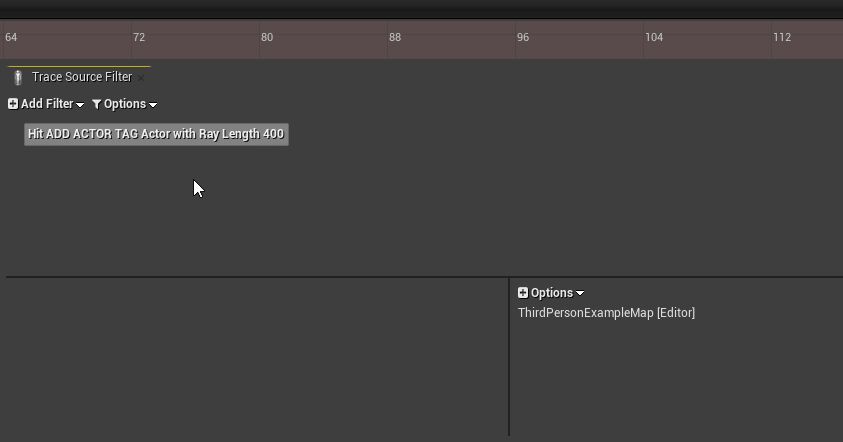 64 72 80 88 96 104 112
Trace Source Filter
Add Filter Options
Hit ADD ACTOR TAG Actor with Ray Length 400
Options
ThirdPersonExampleMap [Editor]